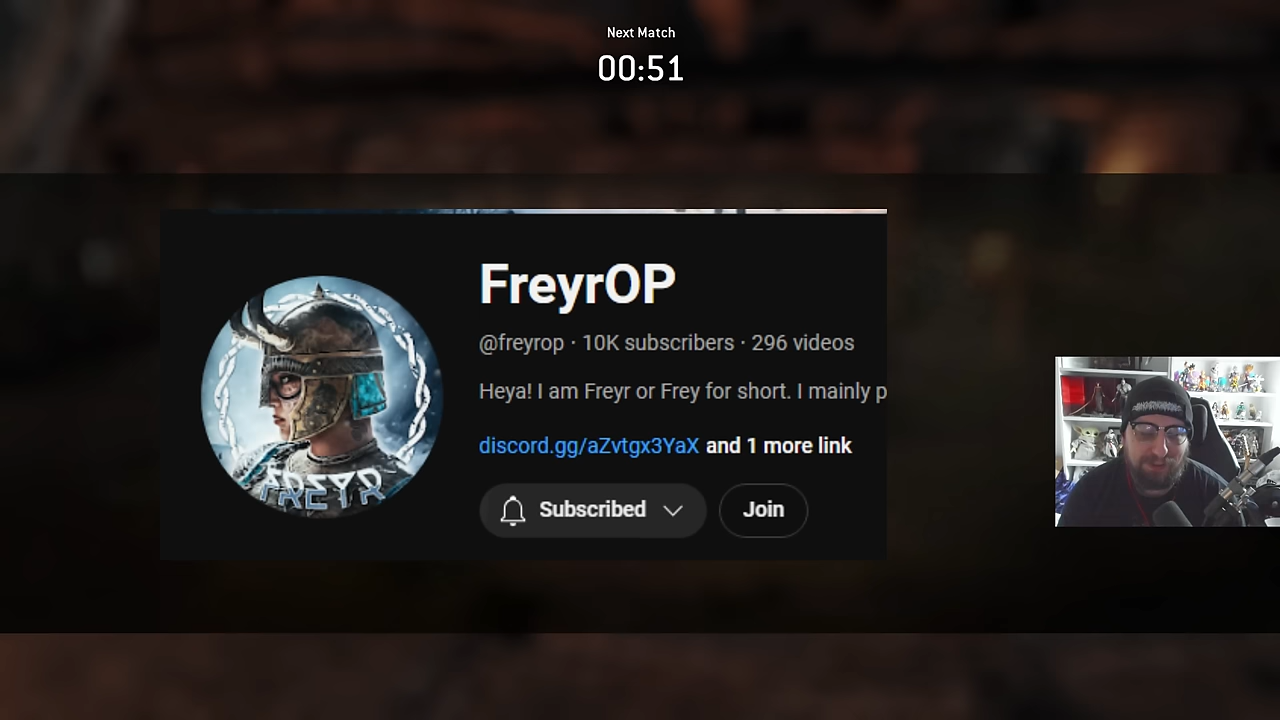 Next Match
00:51
FreyrOP
@freyrop · 10K subscribers · 296 videos
Heya! I am Freyr or Frey for short. I mainly p
discord.gg/aZvtgx3YaX and 1 more link
Subscribed
Join
FREYR